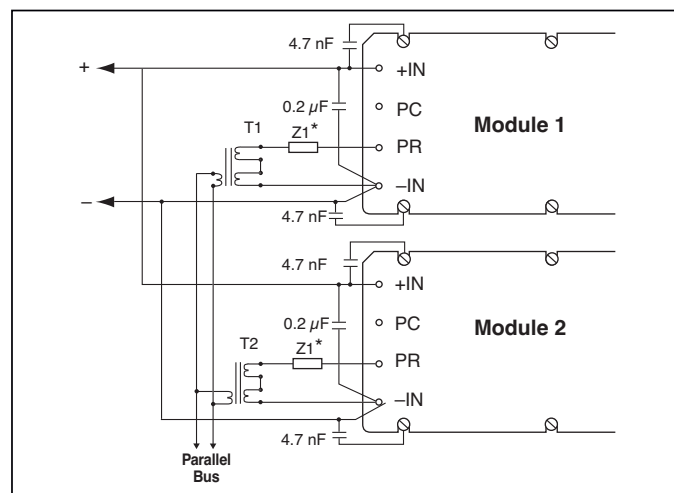 4.7 nF
+IN
+
0.2 µF
PC
Module 1
T1
Z1*
PR
–IN
–
4.7 nF
4.7 nF
+IN
0.2 µF
PC
Module 2
T2
Z1*
PR
–IN
4.7 nF
Parallel
Bus